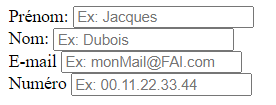 Prénom: Ex: Jacques
Nom: Ex: Dubois
E-mail Ex: monMail@FAI.com
Numéro Ex: 00.11.22.33.44